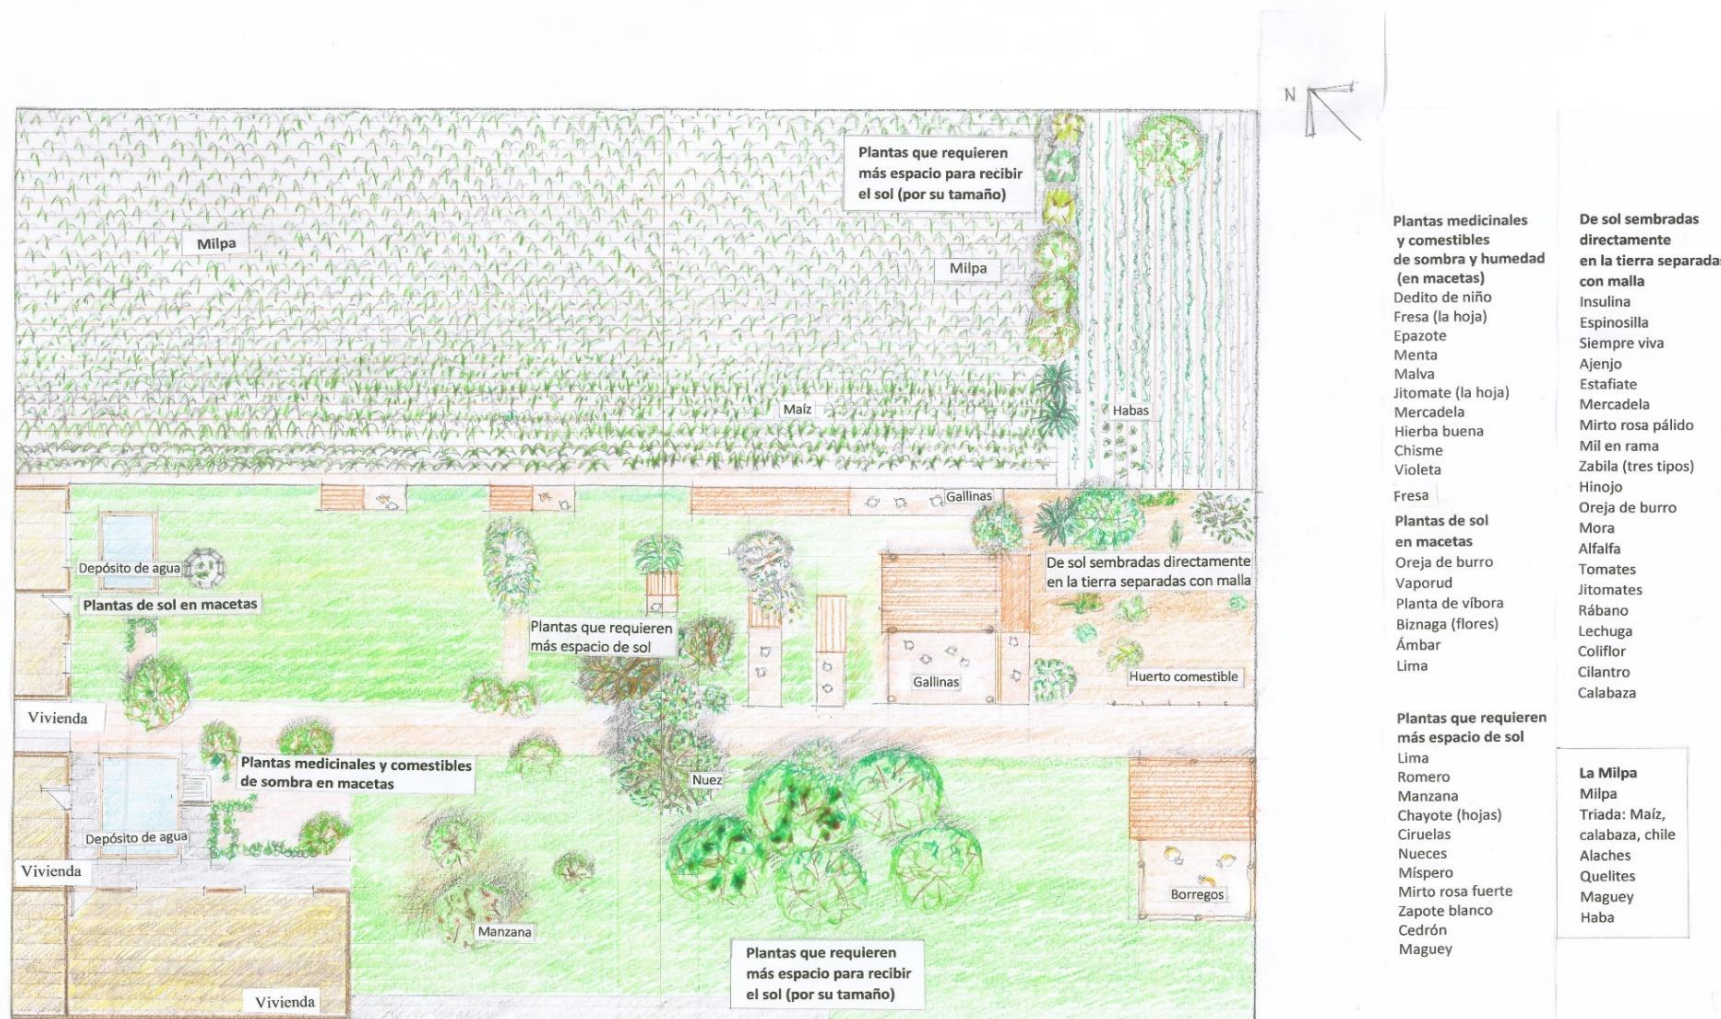 N
Plantas que requieren
más espacio para recibir
el sol (por su tamaño)
Milpa
Milpa
Maíz
Habas
Gallinas
Depósito de agua
De sol sembradas directamente
en la tierra separadas con malla
Plantas de sol en macetas
Plantas que requieren
más espacio de sol
Gallinas
Huerto comestible
Vivienda
Plantas medicinales y comestibles
de sombra en macetas
Nuez
Depósito de agua
Vivienda
Borregos
Manzana
Plantas que requieren
más espacio para recibir
el sol (por su tamaño)
Vivienda
Plantas medicinales
y comestibles
de sombra y humedad
(en macetas)
Dedito de niño
Fresa (la hoja)
Epazote
Menta
Malva
Jitomate (la hoja)
Mercadela
Hierba buena
Chisme
Violeta
Fresa
Plantas de sol
en macetas
Oreja de burro
Vaporud
Planta de víbora
Biznaga (flores)
Ámbar
Lima
Plantas que requieren
más espacio de sol
Lima
Romero
Manzana
Chayote (hojas)
Ciruelas
Nueces
Míspero
Mirto rosa fuerte
Zapote blanco
Cedrón
Maguey
De sol sembradas
directamente
en la tierra separadas
con malla
Insulina
Espinosilla
Siempre viva
Ajenjo
Estafiate
Mercadela
Mirto rosa pálido
Mil en rama
Zabila (tres tipos)
Hinojo
Oreja de burro
Mora
Alfalfa
Tomates
Jitomates
Rábano
Lechuga
Coliflor
Cilantro
Calabaza
La Milpa
Milpa
Triada: Maíz,
calabaza, chile
Alaches
Quelites
Maguey
Haba